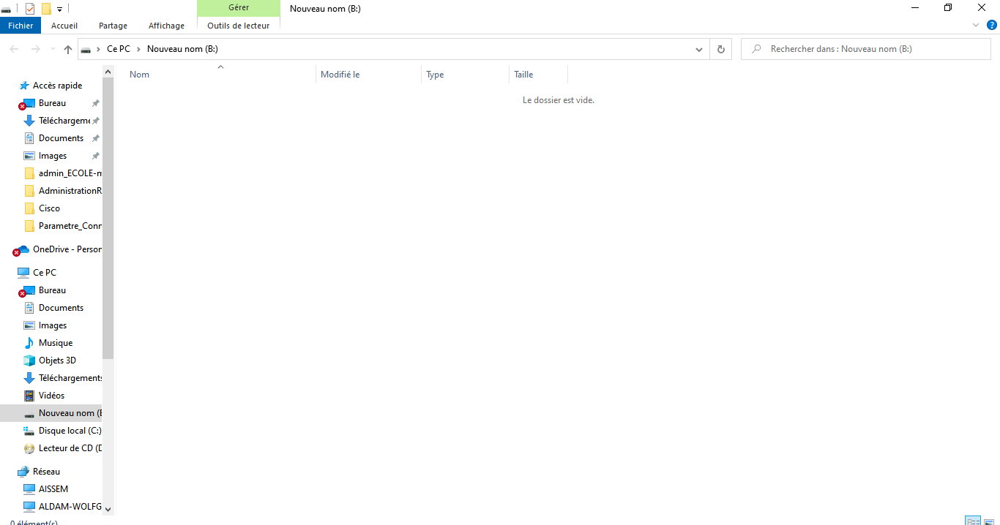 Gérer
Nouveau nom (B:)
Fichier
Accueil
Partage
Affichage
Outils de lecteur
Ce PC
Nouveau nom (B:)
Rechercher dans : Nouveau nom (B:)
Nom
Modifié le
Type
Taille
Le dossier est vide.
Accès rapide
Bureau
Téléchargeme
Documents
Images
admin_ECOLE-m
AdministrationR
Cisco
Parametre_Conn
OneDrive - Person
Ce PC
Bureau
Documents
Images
Musique
Objets 3D
Téléchargements
Vidéos
Nouveau nom (B
Disque local (C:)
Lecteur de CD (D
Réseau
AISSEM
ALDAM-WOLFG
0 élément(s)